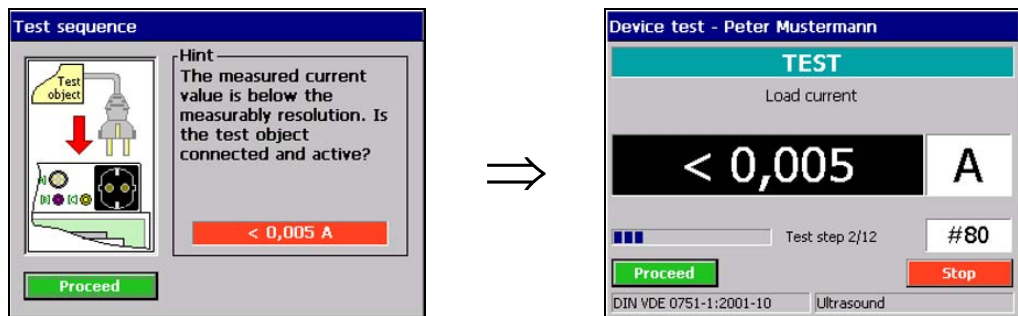 Test sequence
Test
object
Hint
The measured current
value is below the
measurably resolution. Is
the test object
connected and active?
< 0,005 A
Proceed
⇒
Device test - Peter Mustermann
TEST
Load current
< 0,005 A
Test step 2/12 #80
Proceed Stop
DIN VDE 0751-1:2001-10 Ultrasound